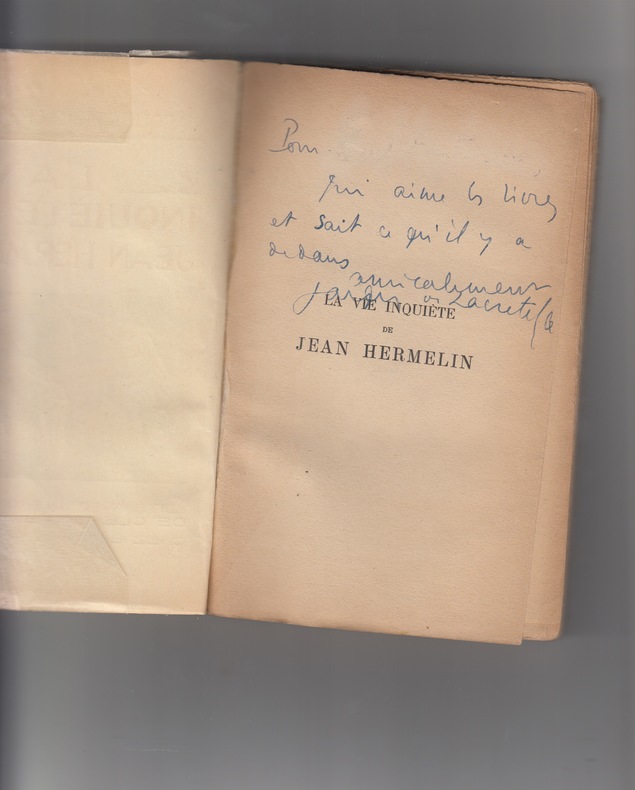 Pour
qui aime les livres
et sait ce qu'il y a
dedans
amicalement
Jacques de Lacretelle
LA VIE INQUIÈTE
DE
JEAN HERMELIN